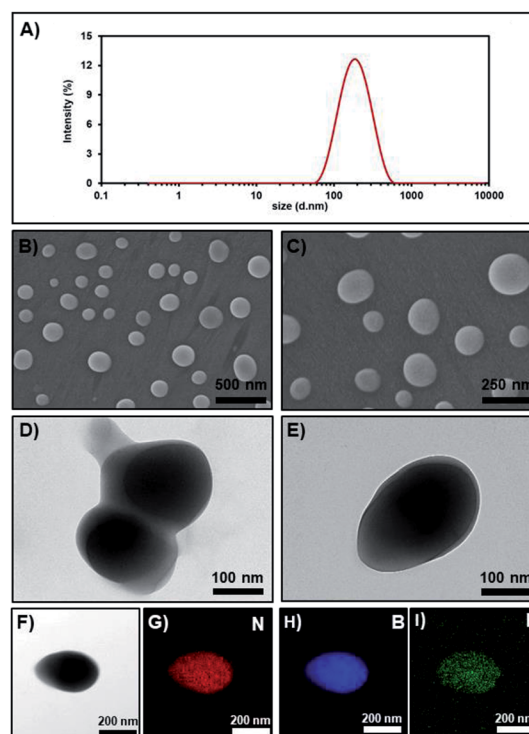 A)
15
12
9
6
3
0
Intensity (%)
0.1 1 10 100 1000 10000
size (d.nm)
B)
500 nm
C)
250 nm
D)
100 nm
E)
100 nm
F)
200 nm
G) N
200 nm
H) B
200 nm
I)
200 nm